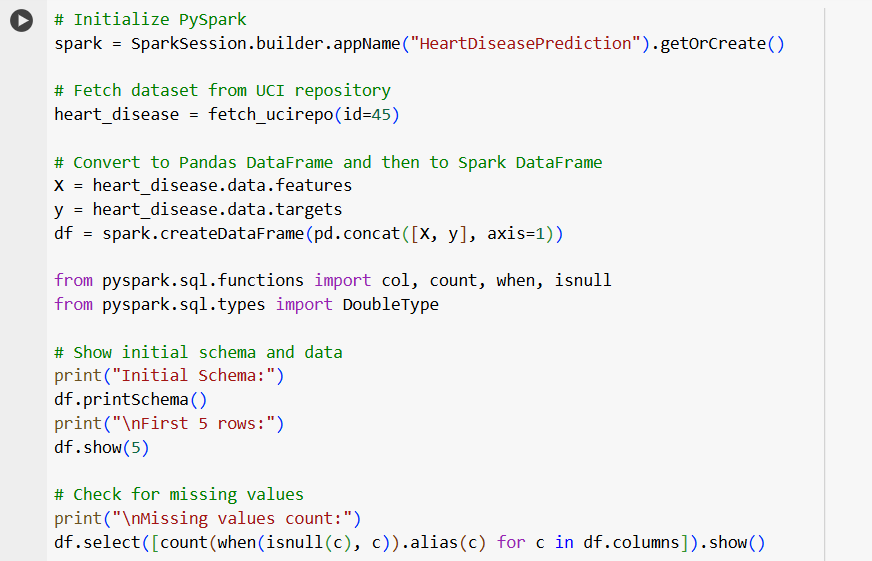 # Initialize PySpark
spark = SparkSession.builder.appName("HeartDiseasePrediction").getOrCreate()
# Fetch dataset from UCI repository
heart_disease = fetch_ucirepo(id=45)
# Convert to Pandas DataFrame and then to Spark DataFrame
X = heart_disease.data.features
y = heart_disease.data.targets
df = spark.createDataFrame(pd.concat([X, y], axis=1))
from pyspark.sql.functions import col, count, when, isnull
from pyspark.sql.types import DoubleType
# Show initial schema and data
print("Initial Schema:")
df.printSchema()
print("\nFirst 5 rows:")
df.show(5)
# Check for missing values
print("\nMissing values count:")
df.select([count(when(isnull(c), c)).alias(c) for c in df.columns]).show()